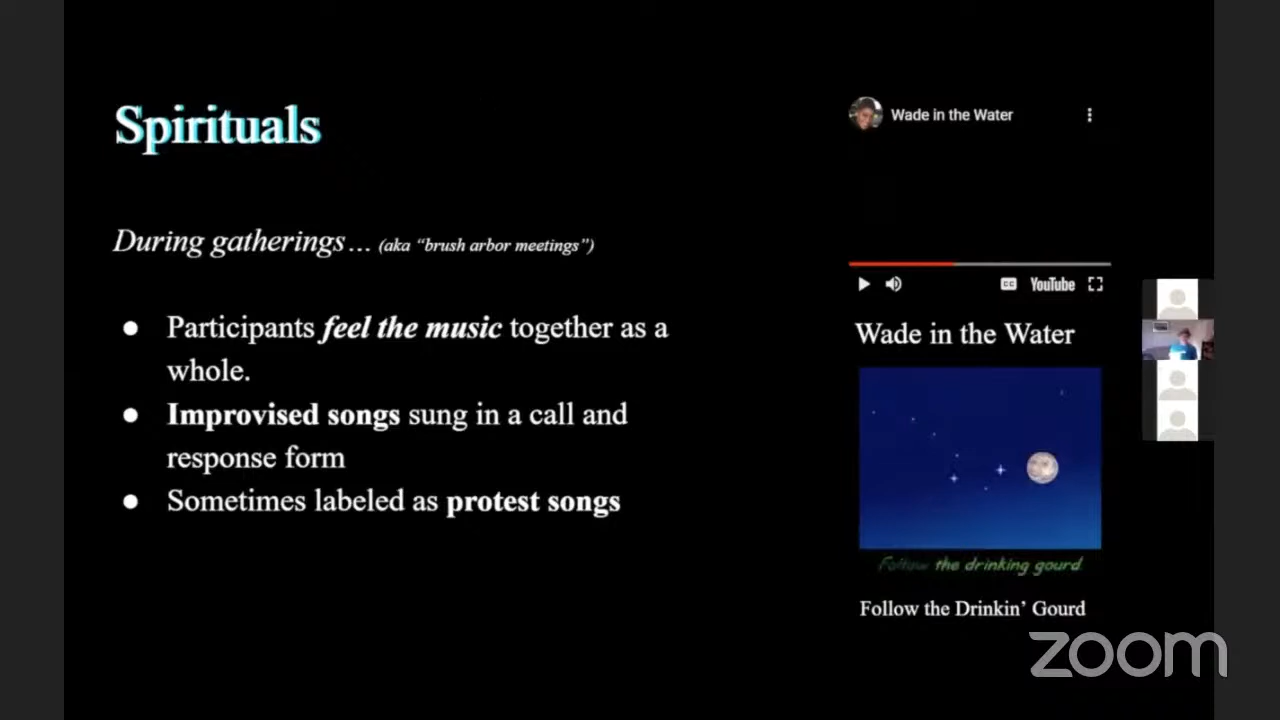 Spirituals
During gatherings… (aka “brush arbor meetings”)
● Participants feel the music together as a
whole.
● Improvised songs sung in a call and
response form
● Sometimes labeled as protest songs
Wade in the Water
CC YouTube
Wade in the Water
Follow the drinking gourd
Follow the Drinkin’ Gourd
zoom